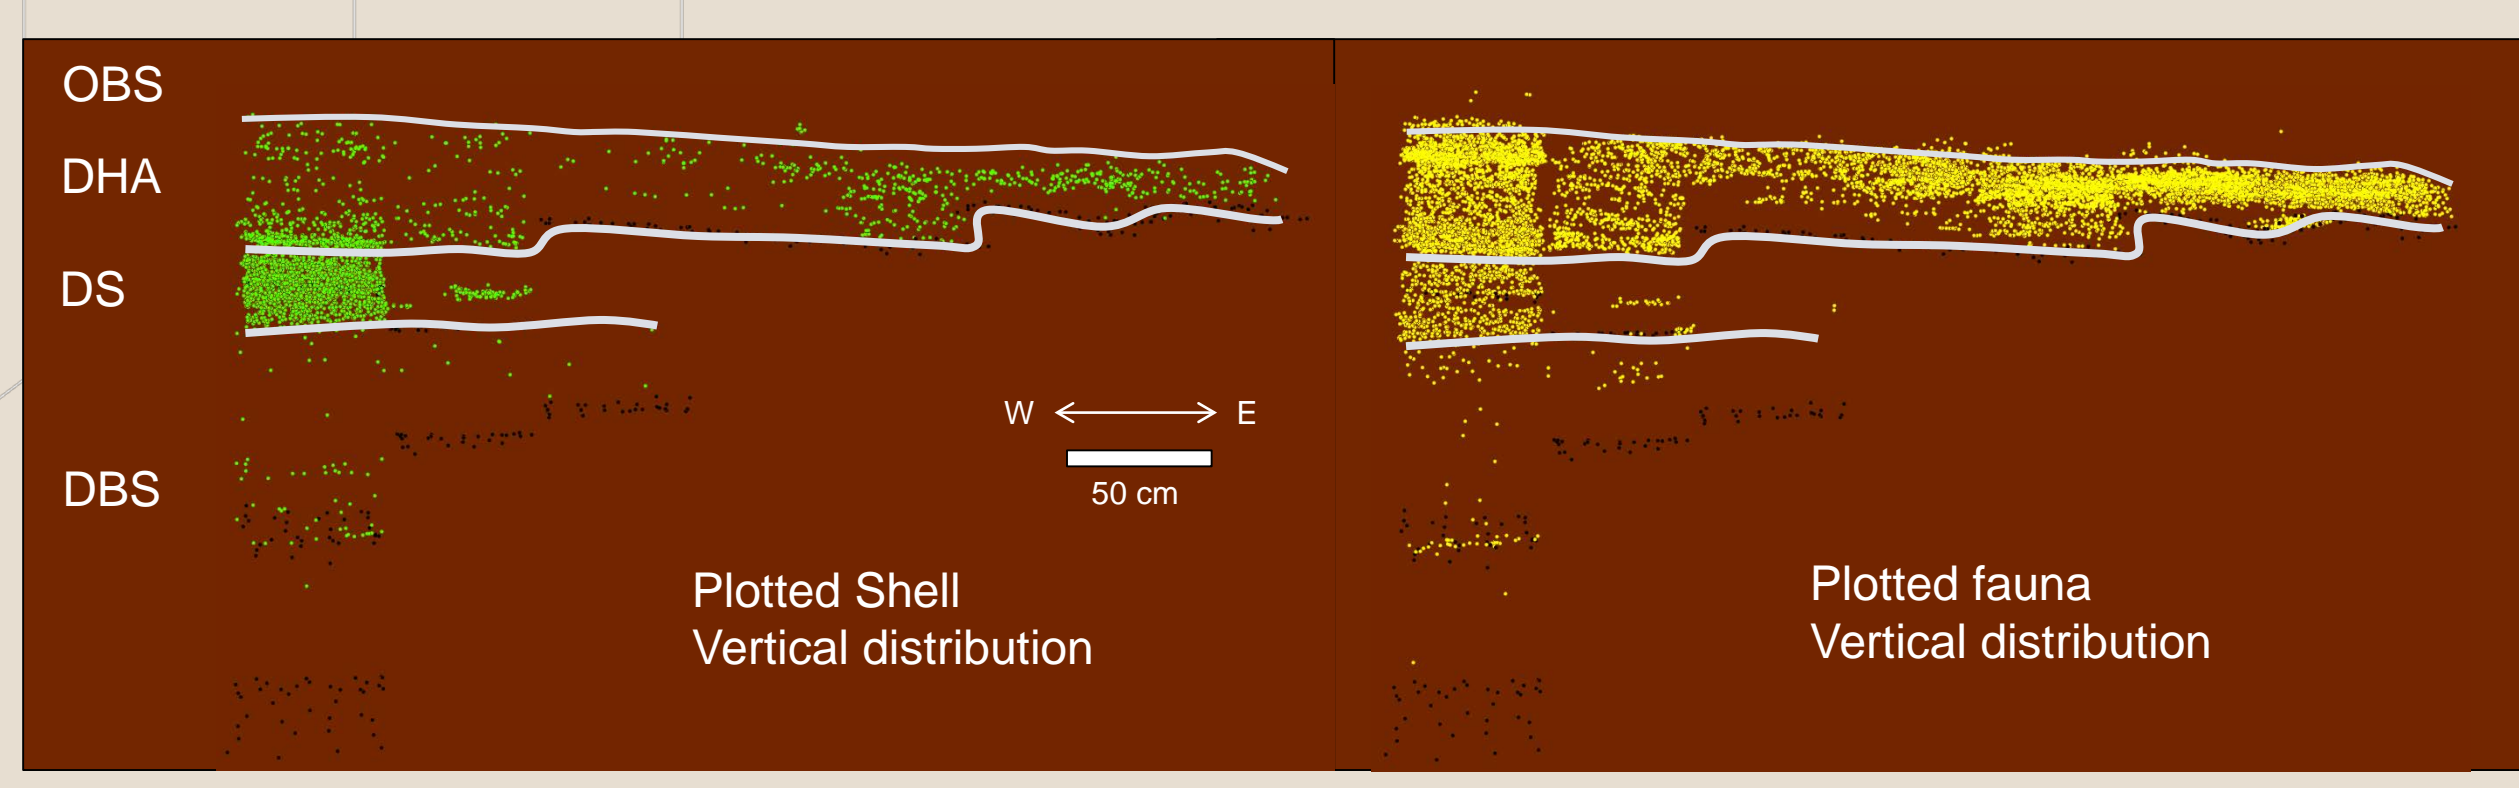 OBS
DHA
DS
DBS
W
E
50 cm
Plotted Shell
Vertical distribution
Plotted fauna
Vertical distribution